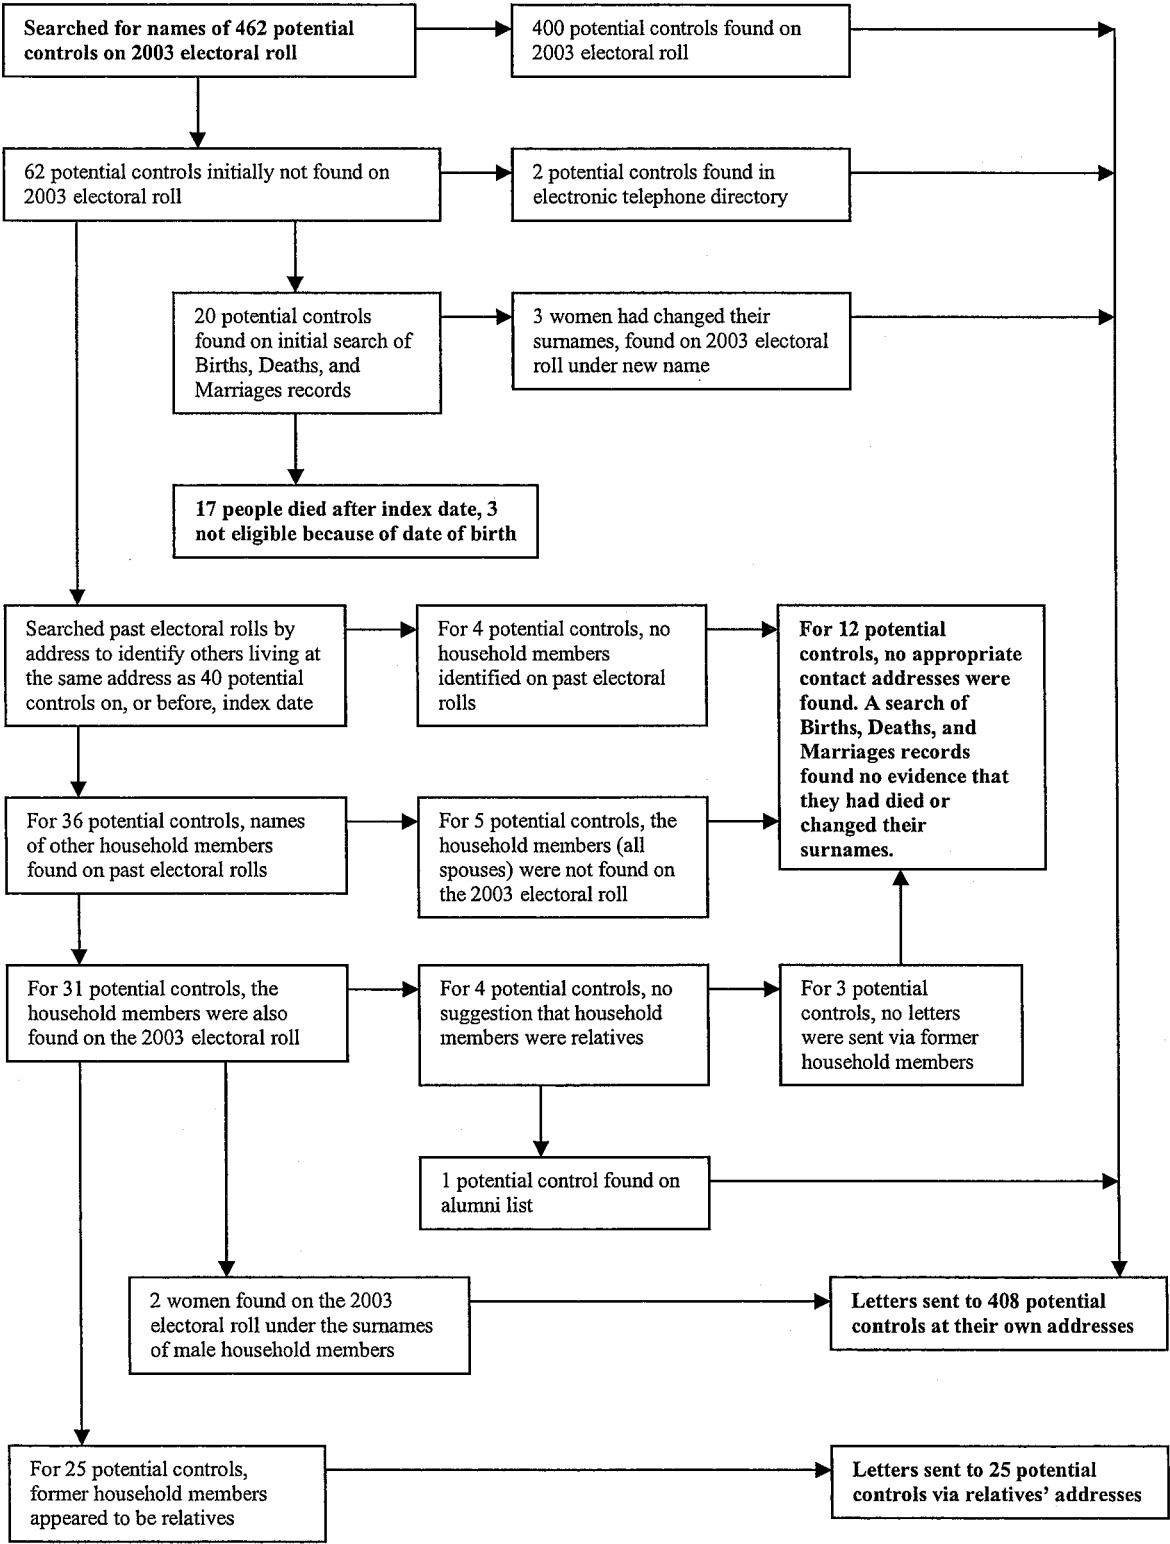 Searched for names of 462 potential
controls on 2003 electoral roll
400 potential controls found on
2003 electoral roll
62 potential controls initially not found on
2003 electoral roll
2 potential controls found in
electronic telephone directory
20 potential controls
found on initial search of
Births, Deaths, and
Marriages records
3 women had changed their
surnames, found on 2003 electoral
roll under new name
17 people died after index date, 3
not eligible because of date of birth
Searched past electoral rolls by
address to identify others living at
the same address as 40 potential
controls on, or before, index date
For 4 potential controls, no
household members
identified on past electoral
rolls
For 12 potential
controls, no appropriate
contact addresses were
found. A search of
Births, Deaths, and
Marriages records
found no evidence that
they had died or
changed their
surnames.
For 36 potential controls, names
of other household members
found on past electoral rolls
For 5 potential controls, the
household members (all
spouses) were not found on
the 2003 electoral roll
For 31 potential controls, the
household members were also
found on the 2003 electoral roll
For 4 potential controls, no
suggestion that household
members were relatives
For 3 potential
controls, no letters
were sent via former
household members
1 potential control found on
alumni list
2 women found on the 2003
electoral roll under the surnames
of male household members
Letters sent to 408 potential
controls at their own addresses
For 25 potential controls,
former household members
appeared to be relatives
Letters sent to 25 potential
controls via relatives' addresses